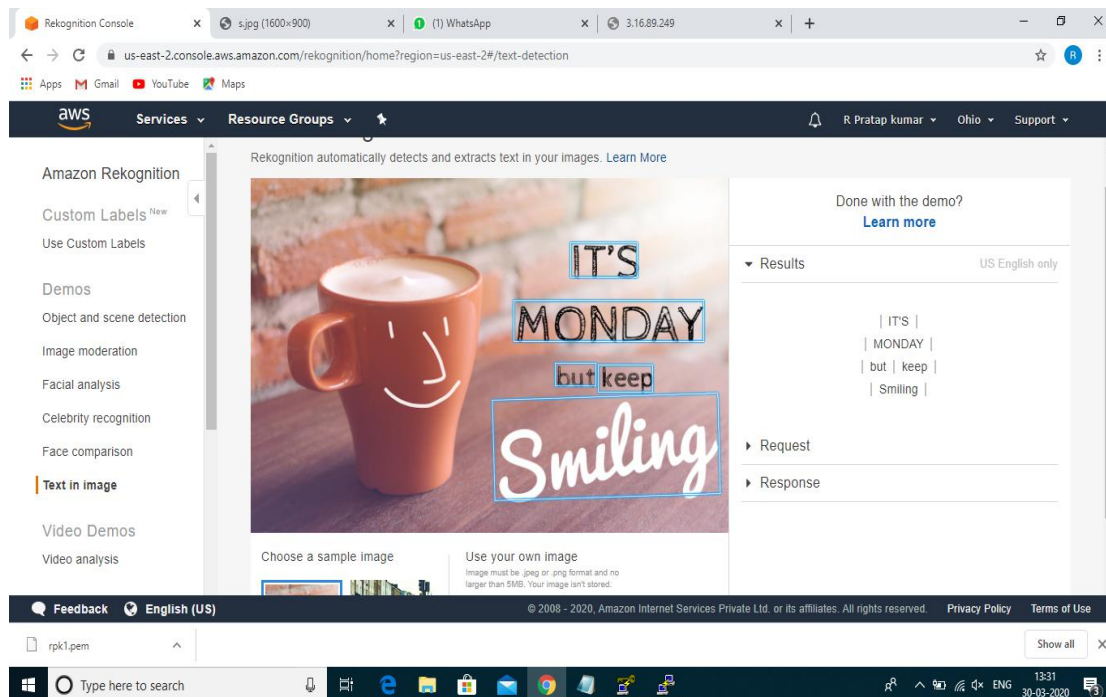 Rekognition Console
s.jpg (1600×900)
(1) WhatsApp
3.16.89.249
us-east-2.console.aws.amazon.com/rekognition/home?region=us-east-2#/text-detection
R
Apps Gmail YouTube Maps
aws Services Resource Groups R Pratap kumar Ohio Support
Amazon Rekognition
Custom Labels New
Use Custom Labels
Demos
Object and scene detection
Image moderation
Facial analysis
Celebrity recognition
Face comparison
Text in image
Video Demos
Video analysis
Rekognition automatically detects and extracts text in your images. Learn More
IT'S
MONDAY
but keep
Smiling
Choose a sample image
Use your own image
Image must be .jpeg or .png format and no
larger than 5MB. Your image isn't stored.
Done with the demo?
Learn more
Results US English only
| IT'S |
| MONDAY |
| but | keep |
| Smiling |
Request
Response
Feedback English (US) © 2008 - 2020, Amazon Internet Services Private Ltd. or its affiliates. All rights reserved. Privacy Policy Terms of Use
rpk1.pem Show all
Type here to search ENG 13:31
30-03-2020